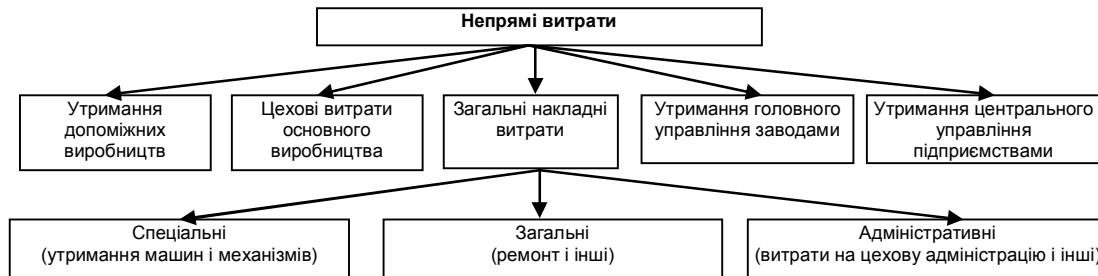 Непрямі витрати
Утримання
допоміжних
виробництв
Цехові витрати
основного
виробництва
Загальні накладні
витрати
Утримання головного
управління заводами
Утримання центрального
управління
підприємствами
Спеціальні
(утримання машин і механізмів)
Загальні
(ремонт і інші)
Адміністративні
(витрати на цехову адміністрацію і інші)